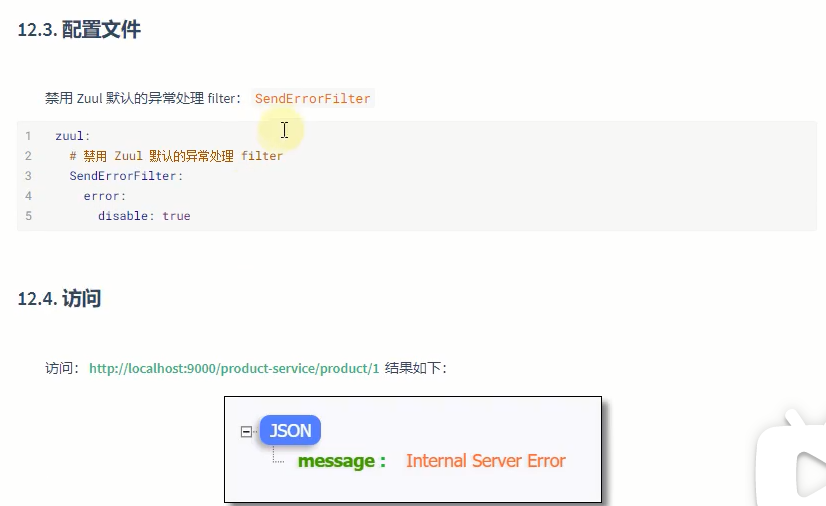 12.3. 配置文件
禁用 Zuul 默认的异常处理 filter： SendErrorFilter
1 zuul:
2 # 禁用 Zuul 默认的异常处理 filter
3 SendErrorFilter:
4 error:
5 disable: true
12.4. 访问
访问：http://localhost:9000/product-service/product/1 结果如下：
JSON
message : Internal Server Error